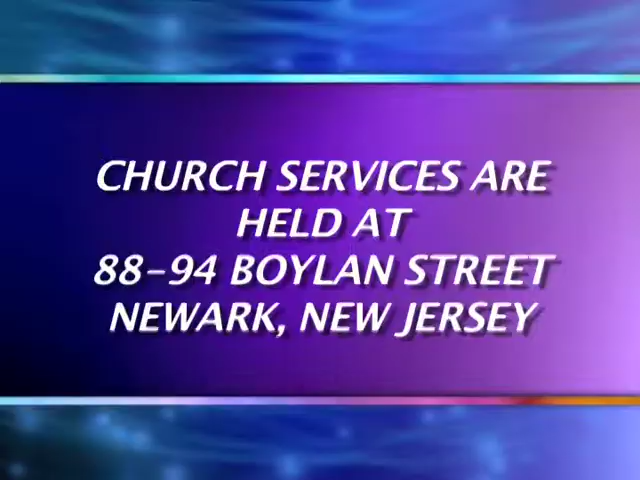 CHURCH SERVICES ARE
HELD AT
88-94 BOYLAN STREET
NEWARK, NEW JERSEY